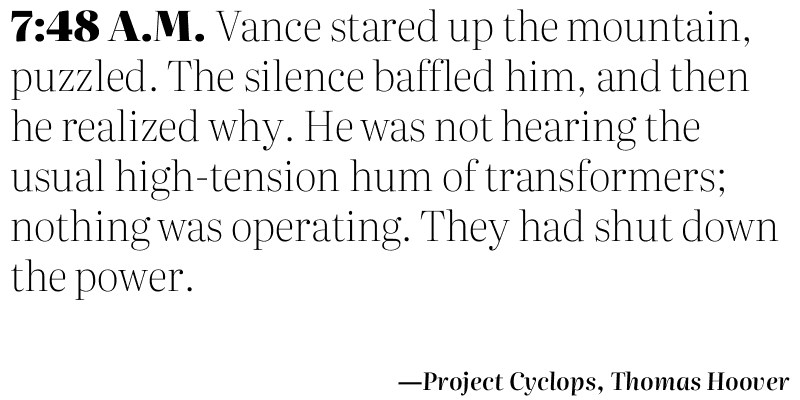 7:48 A.M. Vance stared up the mountain,
puzzled. The silence baffled him, and then
he realized why. He was not hearing the
usual high-tension hum of transformers;
nothing was operating. They had shut down
the power.
—Project Cyclops, Thomas Hoover